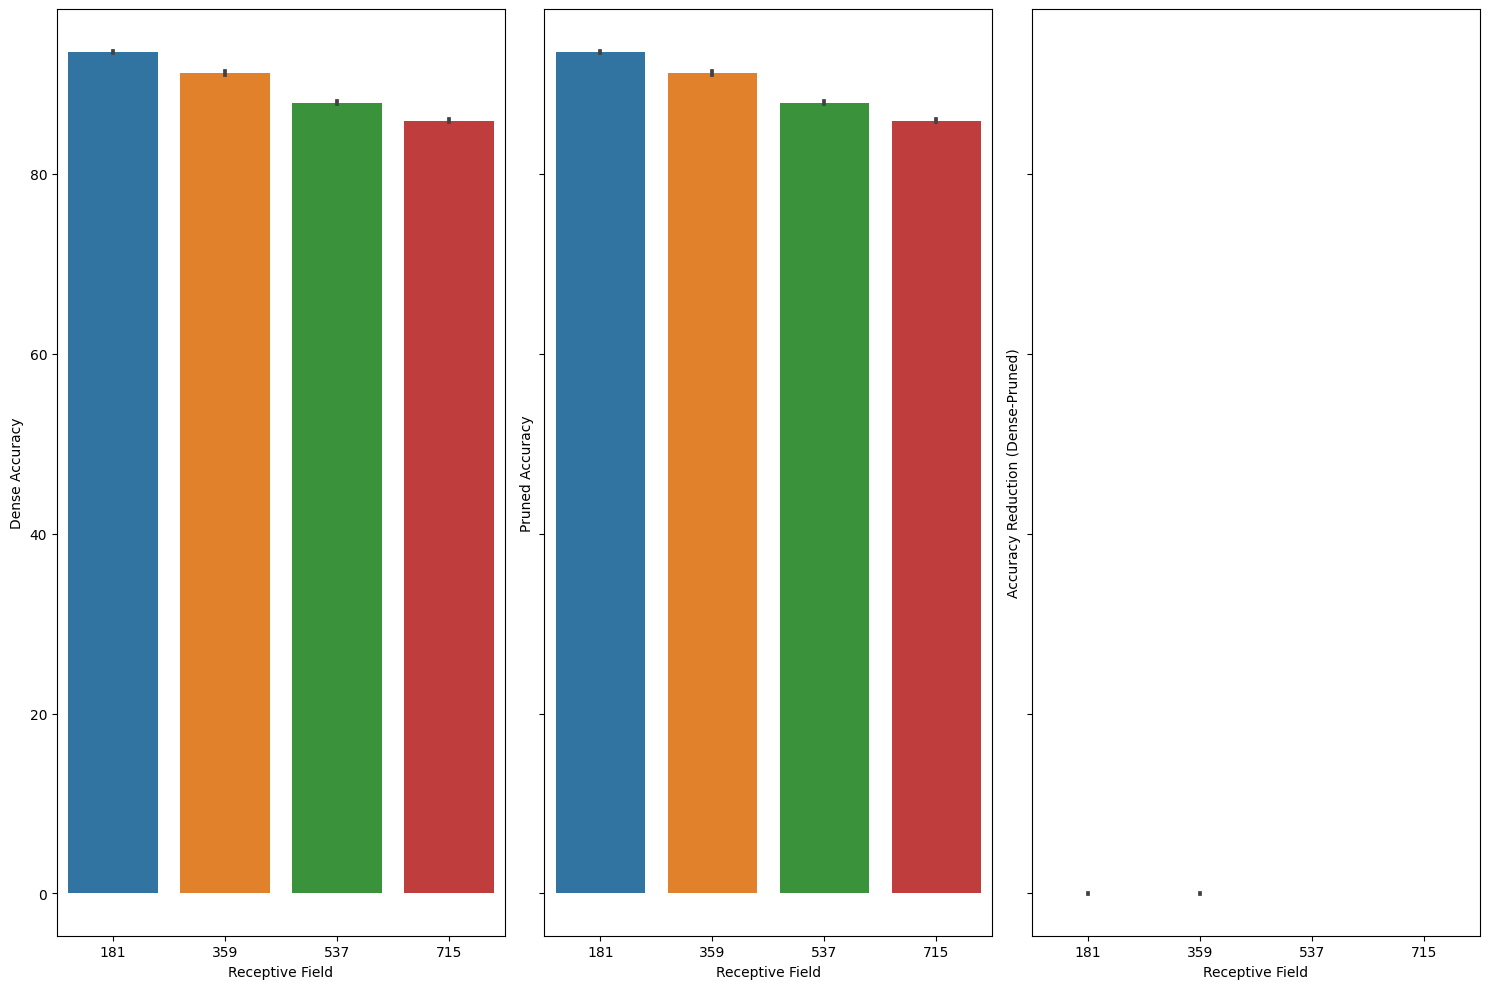 Dense Accuracy
80
60
40
20
0
181 359 537 715
Receptive Field
Pruned Accuracy
181 359 537 715
Receptive Field
Accuracy Reduction (Dense-Pruned)
181 359 537 715
Receptive Field